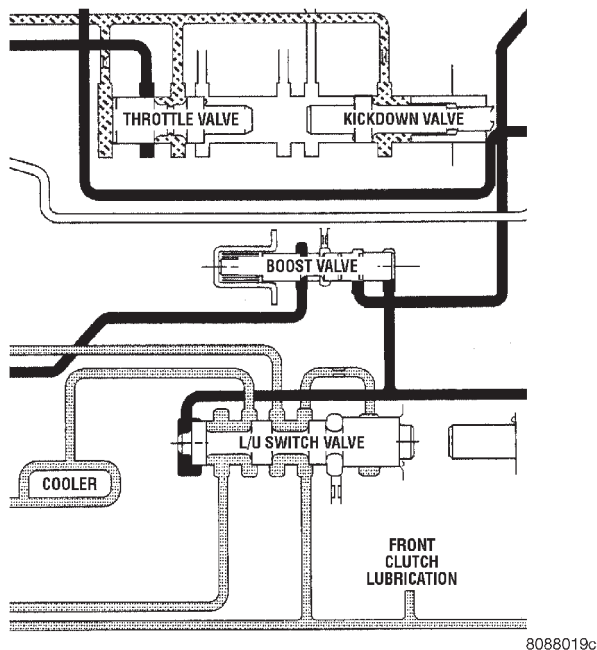 THROTTLE VALVE
KICKDOWN VALVE
BOOST VALVE
L/U SWITCH VALVE
COOLER
FRONT
CLUTCH
LUBRICATION
8088019c